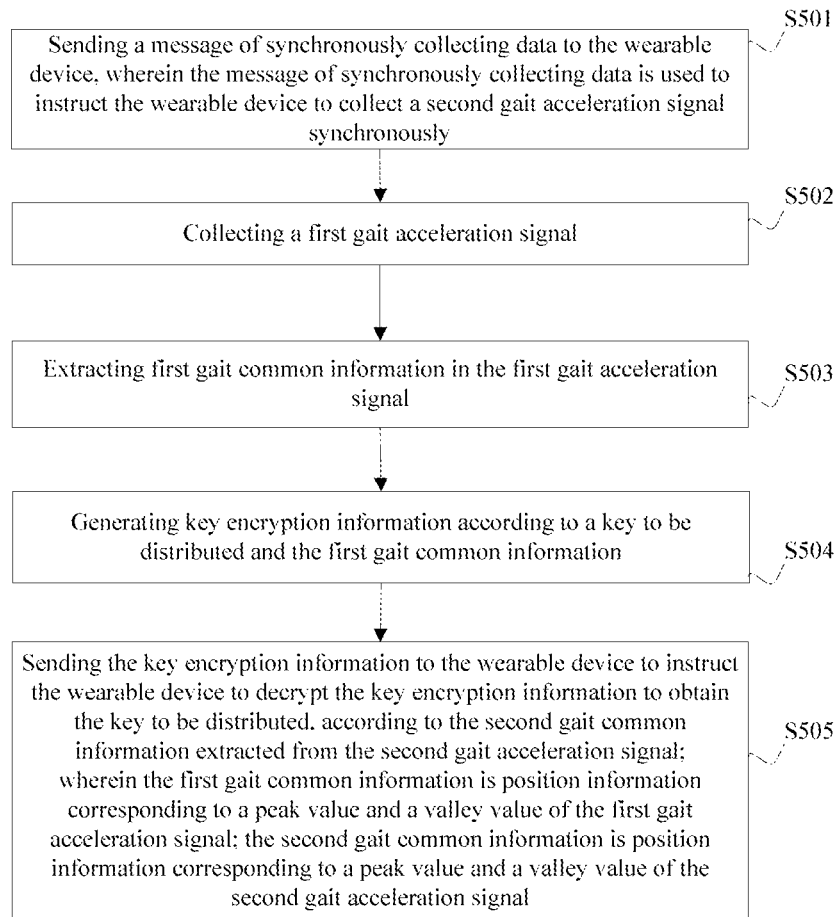 S501
Sending a message of synchronously collecting data to the wearable
device, wherein the message of synchronously collecting data is used to
instruct the wearable device to collect a second gait acceleration signal
synchronously
S502
Collecting a first gait acceleration signal
Extracting first gait common information in the first gait acceleration
signal
S503
Generating key encryption information according to a key to be
distributed and the first gait common information
S504
Sending the key encryption information to the wearable device to instruct
the wearable device to decrypt the key encryption information to obtain
the key to be distributed, according to the second gait common
information extracted from the second gait acceleration signal;
wherein the first gait common information is position information
corresponding to a peak value and a valley value of the first gait
acceleration signal; the second gait common information is position
information corresponding to a peak value and a valley value of the
second gait acceleration signal
S505